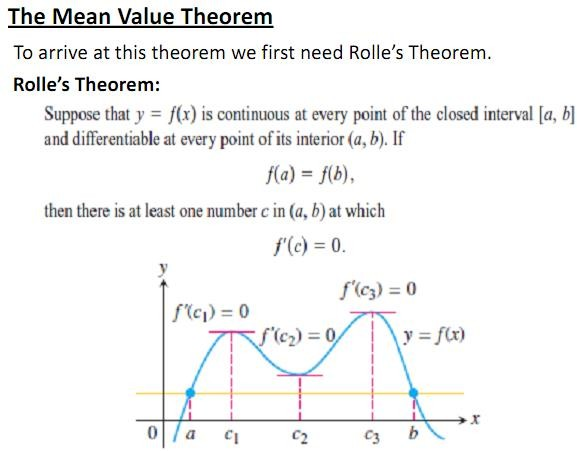 The Mean Value Theorem
To arrive at this theorem we first need Rolle's Theorem.
Rolle's Theorem:
Suppose that y = f(x) is continuous at every point of the closed interval [a, b]
and differentiable at every point of its interior (a, b). If
f(a) = f(b),
then there is at least one number c in (a, b) at which
f'(c) = 0.
y
f'(c₃) = 0
f'(c₁) = 0
f'(c₂) = 0
y = f(x)
0 a c₁ c₂ c₃ b x